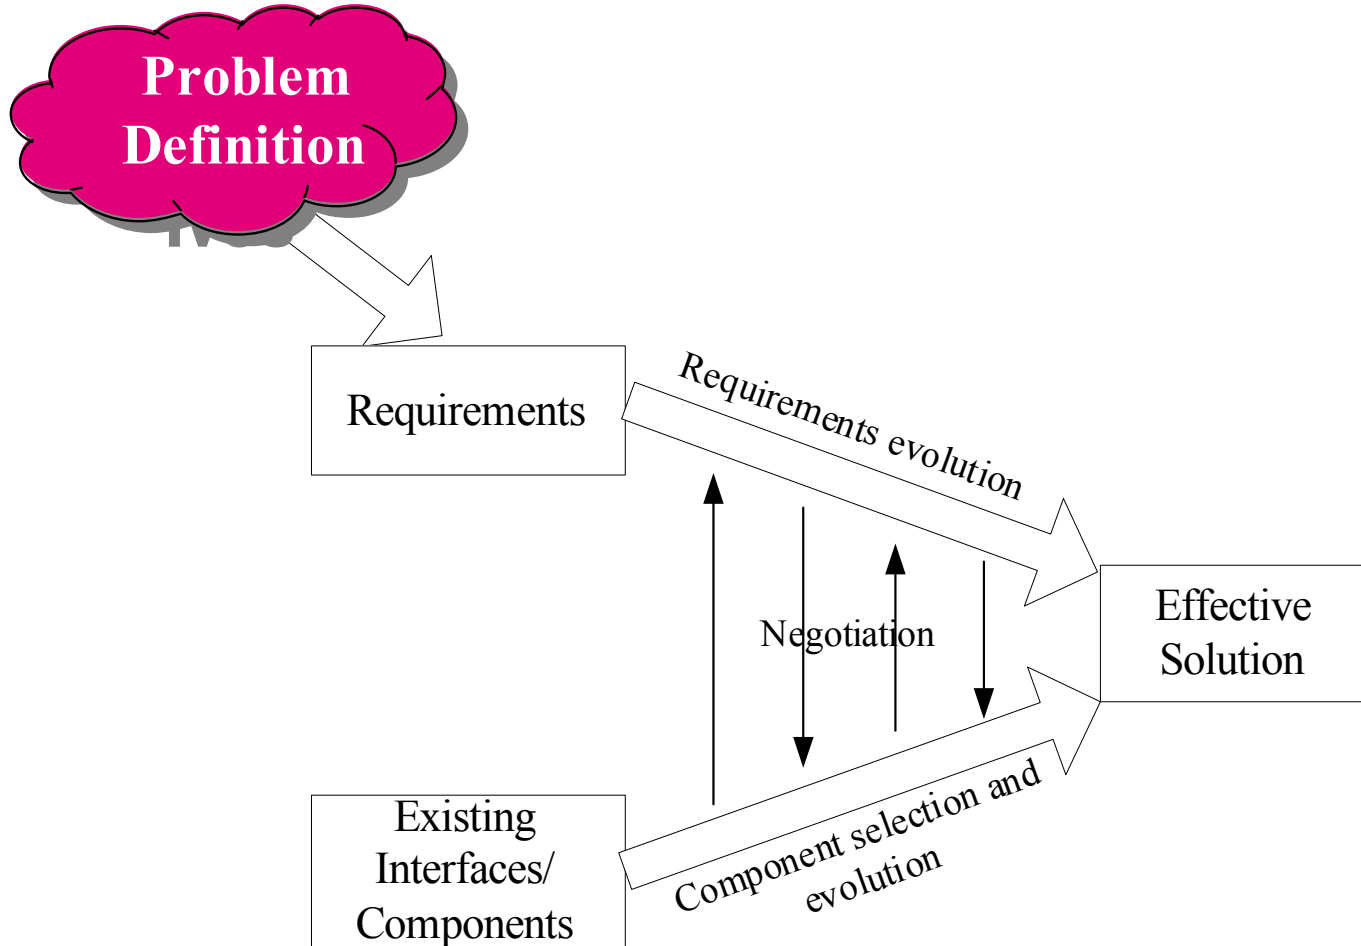 Problem
Definition
Requirements
Requirements evolution
Negotiation
Effective
Solution
Existing
Interfaces/
Components
Component selection and
evolution